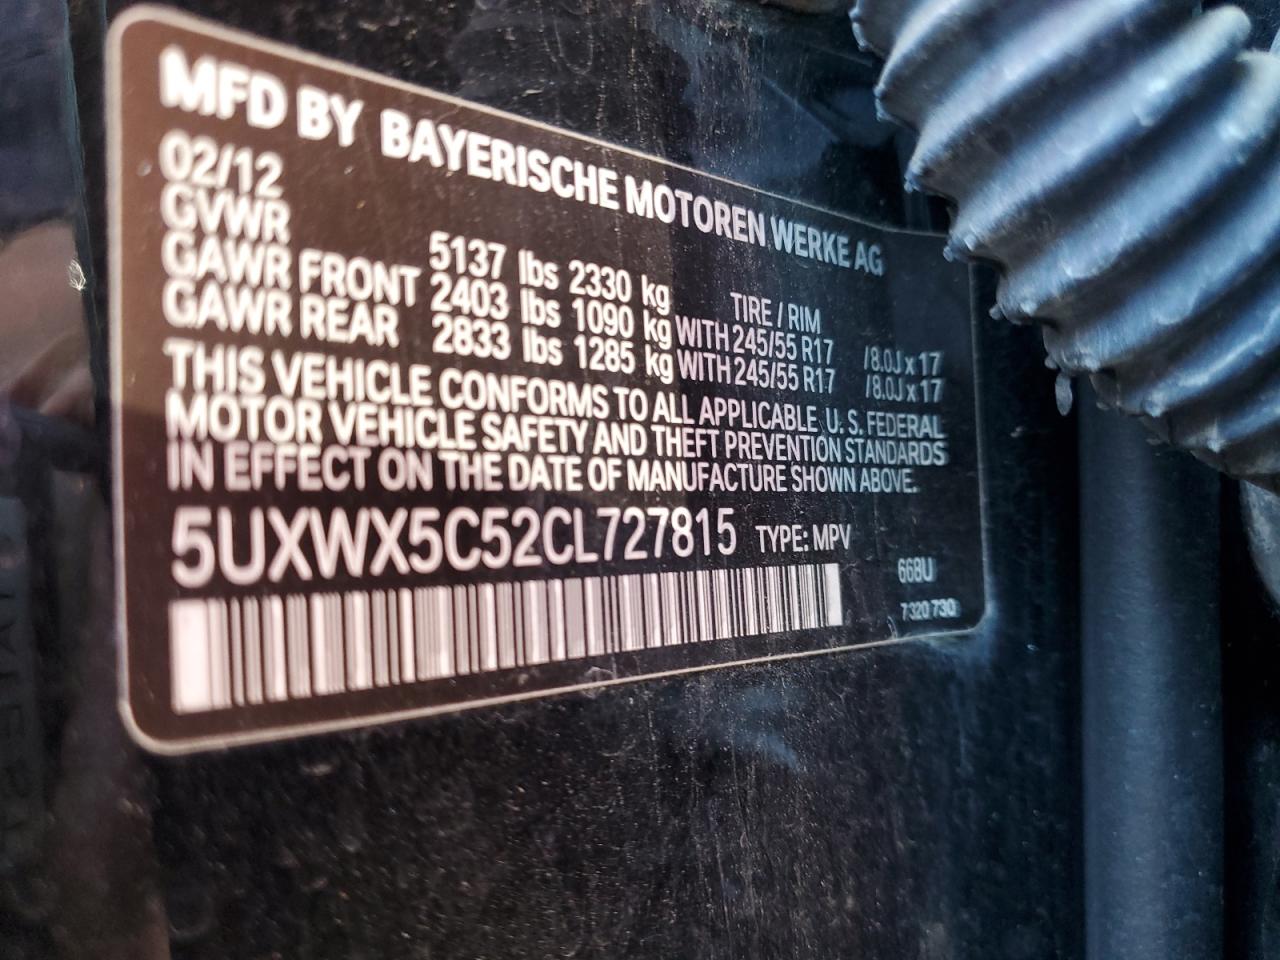 MFD BY BAYERISCHE MOTOREN WERKE AG
02/12
GVWR 5137 lbs 2330 kg TIRE / RIM
GAWR FRONT 2403 lbs 1090 kg WITH 245/55 R17 /8.0J x 17
GAWR REAR 2833 lbs 1285 kg WITH 245/55 R17 /8.0J x 17
THIS VEHICLE CONFORMS TO ALL APPLICABLE U. S. FEDERAL
MOTOR VEHICLE SAFETY AND THEFT PREVENTION STANDARDS
IN EFFECT ON THE DATE OF MANUFACTURE SHOWN ABOVE.
5UXWX5C52CL727815 TYPE: MPV
668U
7 320 730